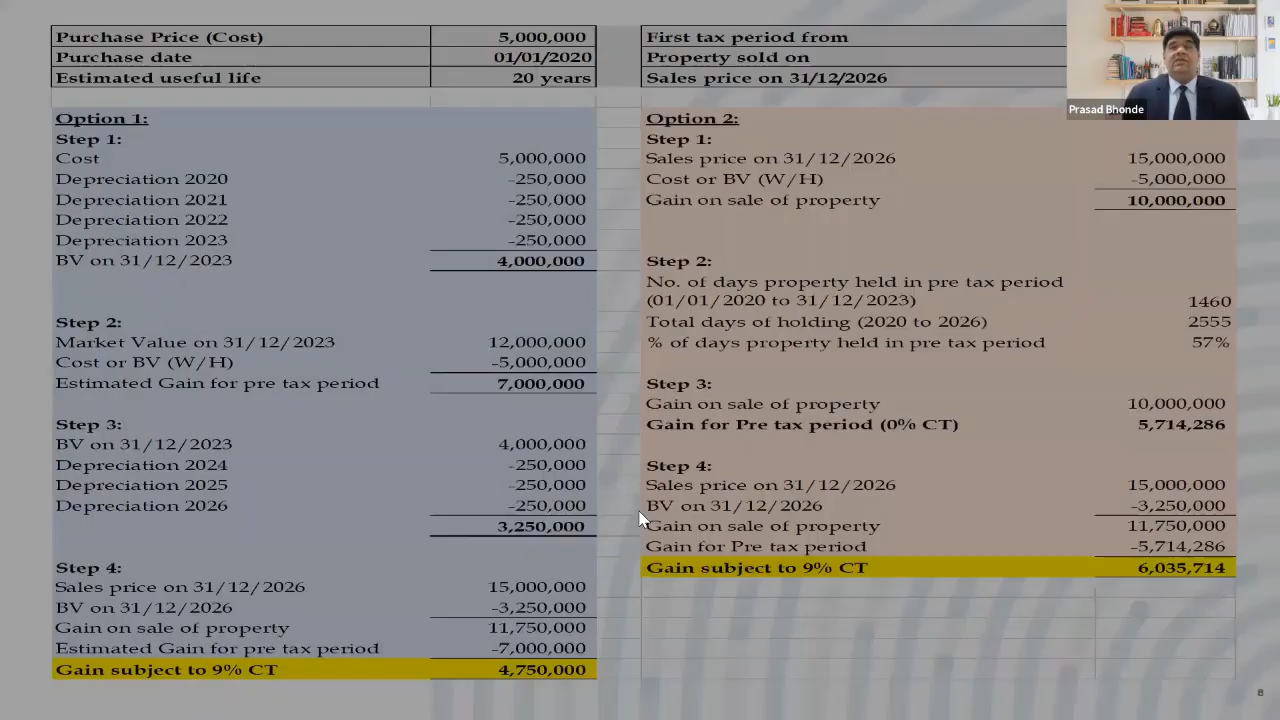 Purchase Price (Cost) 5,000,000
Purchase date 01/01/2020
Estimated useful life 20 years
First tax period from
Property sold on
Sales price on 31/12/2026
Prasad Bhonde
Option 1:
Step 1:
Cost 5,000,000
Depreciation 2020 -250,000
Depreciation 2021 -250,000
Depreciation 2022 -250,000
Depreciation 2023 -250,000
BV on 31/12/2023 4,000,000
Step 2:
Market Value on 31/12/2023 12,000,000
Cost or BV (W/H) -5,000,000
Estimated Gain for pre tax period 7,000,000
Step 3:
BV on 31/12/2023 4,000,000
Depreciation 2024 -250,000
Depreciation 2025 -250,000
Depreciation 2026 -250,000
3,250,000
Step 4:
Sales price on 31/12/2026 15,000,000
BV on 31/12/2026 -3,250,000
Gain on sale of property 11,750,000
Estimated Gain for pre tax period -7,000,000
Gain subject to 9% CT 4,750,000
Option 2:
Step 1:
Sales price on 31/12/2026 15,000,000
Cost or BV (W/H) -5,000,000
Gain on sale of property 10,000,000
Step 2:
No. of days property held in pre tax period
(01/01/2020 to 31/12/2023) 1460
Total days of holding (2020 to 2026) 2555
% of days property held in pre tax period 57%
Step 3:
Gain on sale of property 10,000,000
Gain for Pre tax period (0% CT) 5,714,286
Step 4:
Sales price on 31/12/2026 15,000,000
BV on 31/12/2026 -3,250,000
Gain on sale of property 11,750,000
Gain for Pre tax period -5,714,286
Gain subject to 9% CT 6,035,714
8